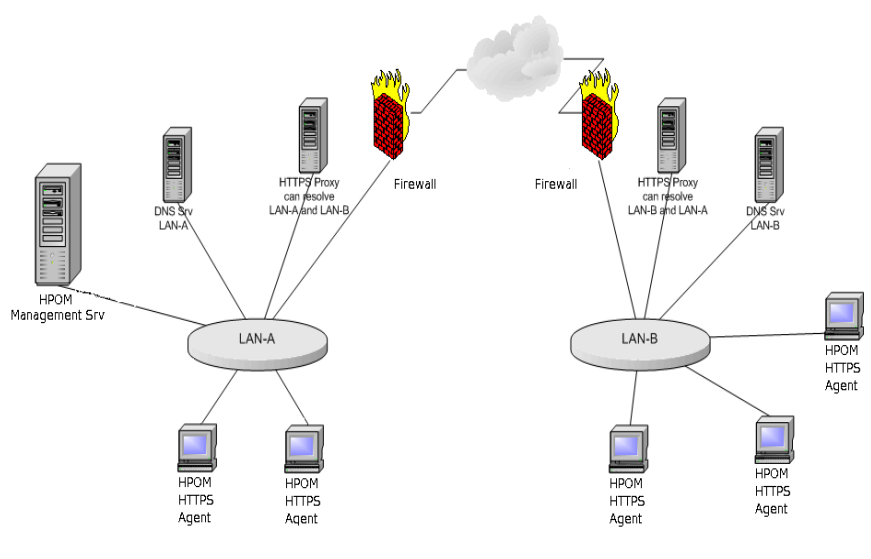 Firewall
Firewall
HTTPS Proxy
can resolve
LAN-A and LAN-B
HTTPS Proxy
can resolve
LAN-B and LAN-A
DNS Srv
LAN-A
DNS Srv
LAN-B
HPOM
Management Srv
LAN-A
LAN-B
HPOM
HTTPS
Agent
HPOM
HTTPS
Agent
HPOM
HTTPS
Agent
HPOM
HTTPS
Agent
HPOM
HTTPS
Agent